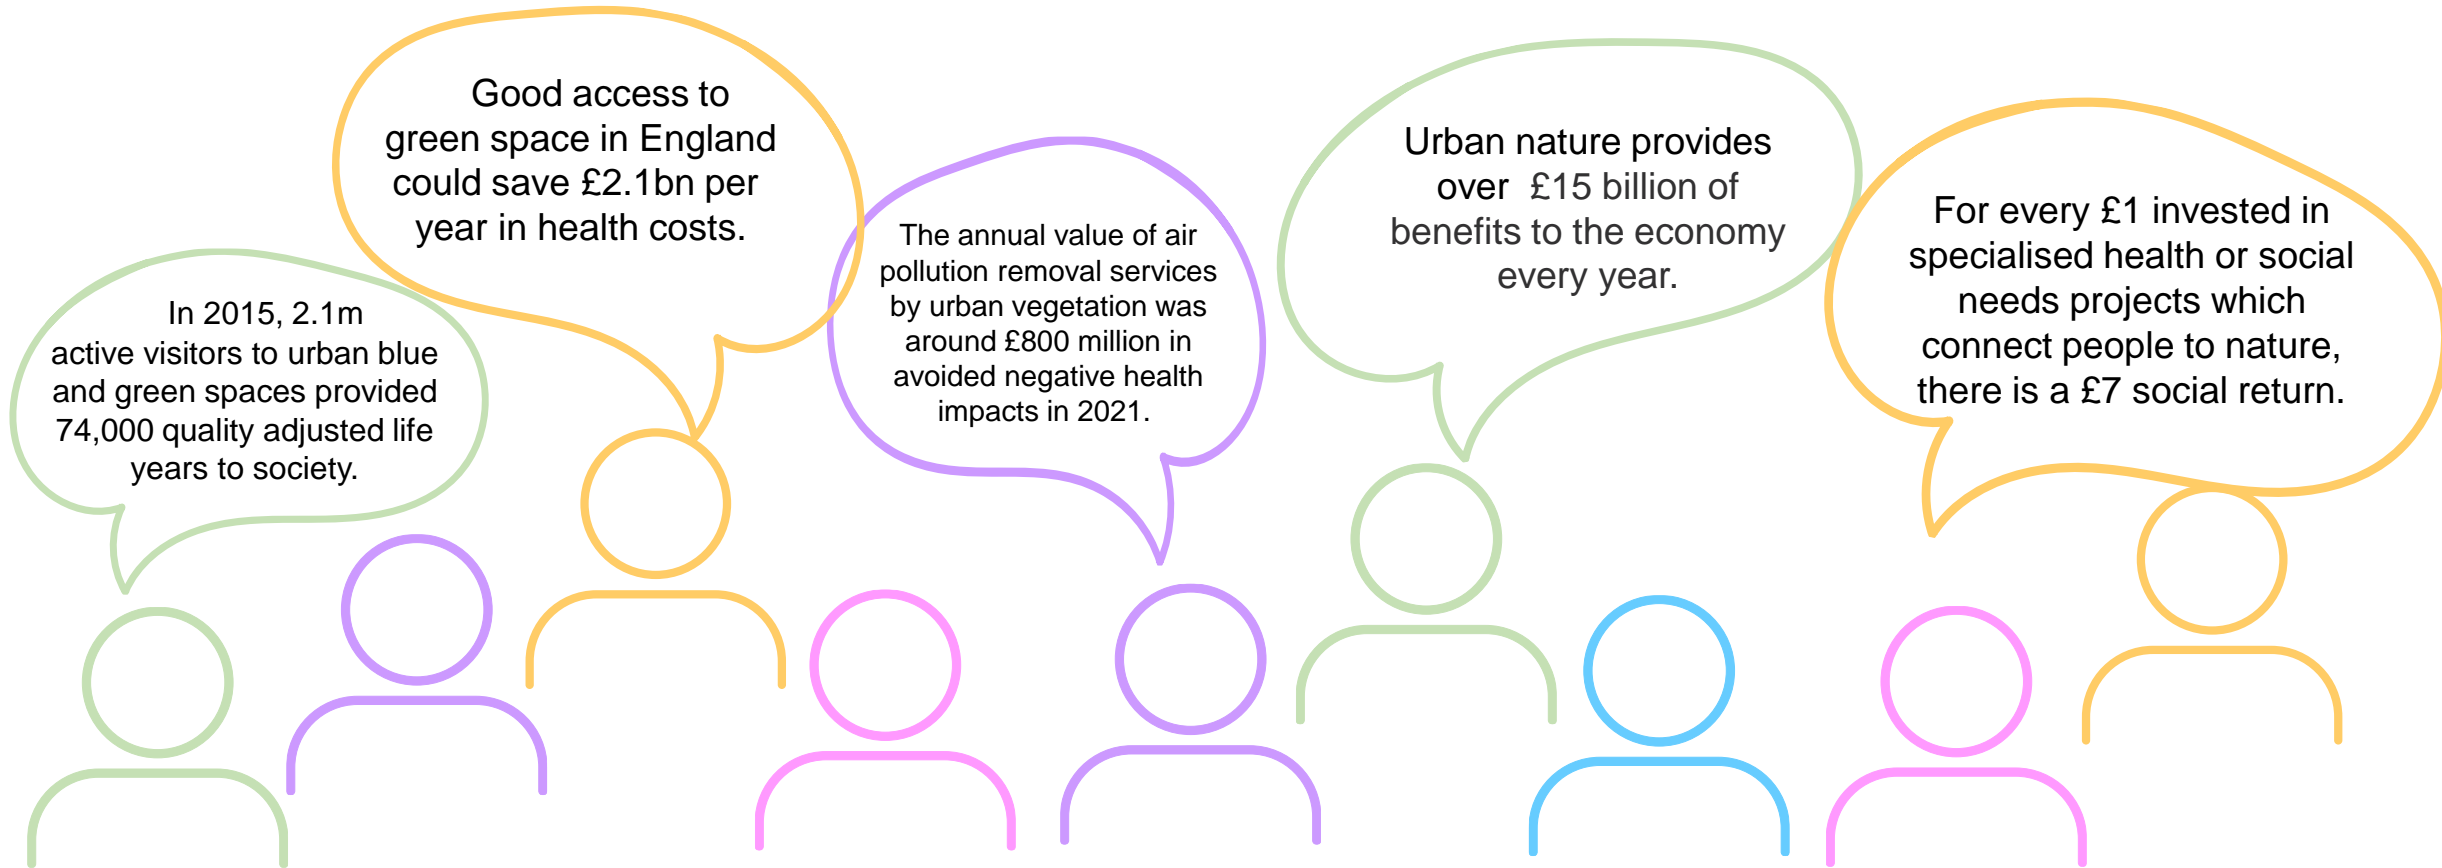 In 2015, 2.1m
active visitors to urban blue
and green spaces provided
74,000 quality adjusted life
years to society.
Good access to
green space in England
could save £2.1bn per
year in health costs.
The annual value of air
pollution removal services
by urban vegetation was
around £800 million in
avoided negative health
impacts in 2021.
Urban nature provides
over £15 billion of
benefits to the economy
every year.
For every £1 invested in
specialised health or social
needs projects which
connect people to nature,
there is a £7 social return.